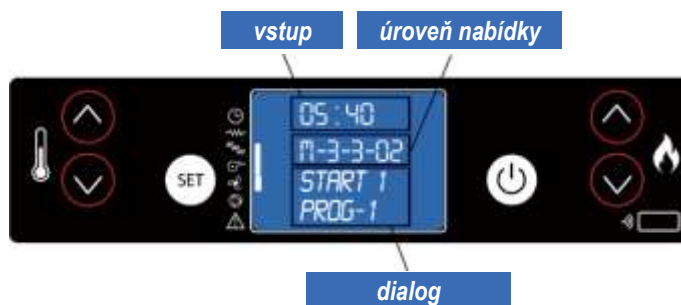 vstup
úroveň nabídky
05:40
M-3-3-02
SET
START 1
PROG-1
dialog